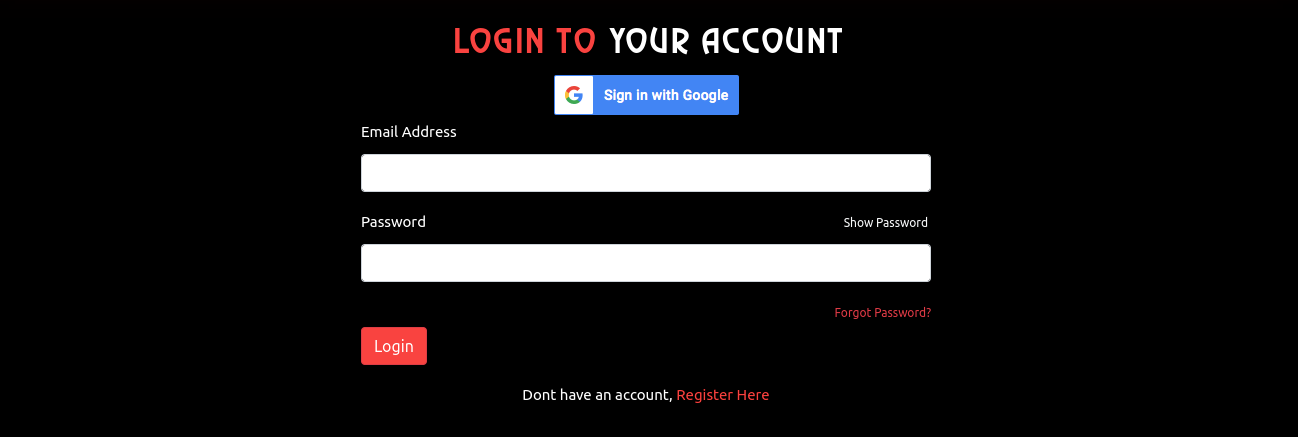 LOGIN TO YOUR ACCOUNT
Sign in with Google
Email Address
Password
Show Password
Forgot Password?
Login
Dont have an account, Register Here